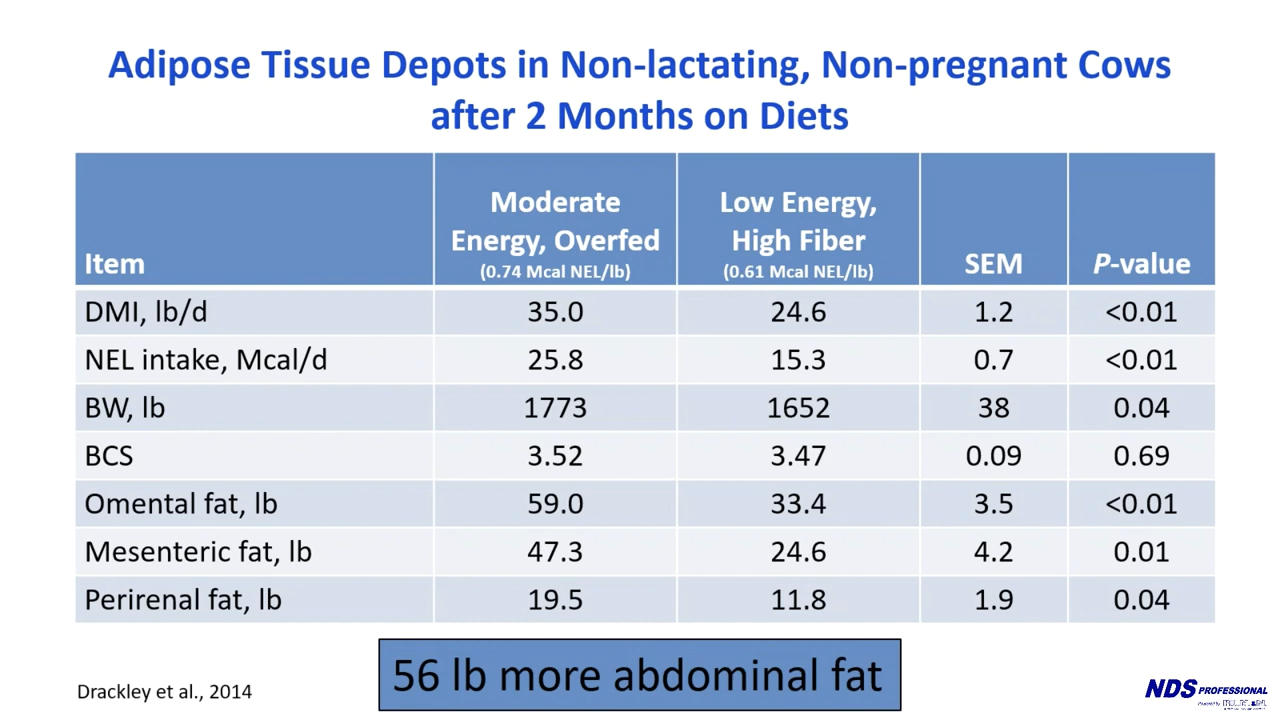 Adipose Tissue Depots in Non-lactating, Non-pregnant Cows
after 2 Months on Diets
Item
Moderate
Energy, Overfed
(0.74 Mcal NEL/lb)
Low Energy,
High Fiber
(0.61 Mcal NEL/lb)
SEM
P-value
DMI, lb/d 35.0 24.6 1.2 <0.01
NEL intake, Mcal/d 25.8 15.3 0.7 <0.01
BW, lb 1773 1652 38 0.04
BCS 3.52 3.47 0.09 0.69
Omental fat, lb 59.0 33.4 3.5 <0.01
Mesenteric fat, lb 47.3 24.6 4.2 0.01
Perirenal fat, lb 19.5 11.8 1.9 0.04
56 lb more abdominal fat
Drackley et al., 2014
NDS PROFESSIONAL